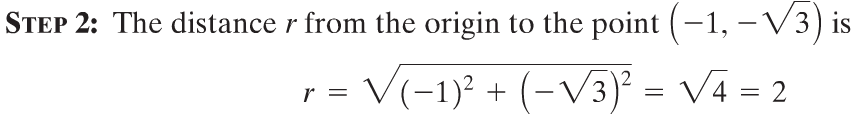 STEP 2: The distance r from the origin to the point (−1, −√3) is
r = √((−1)² + (−√3)²) = √4 = 2